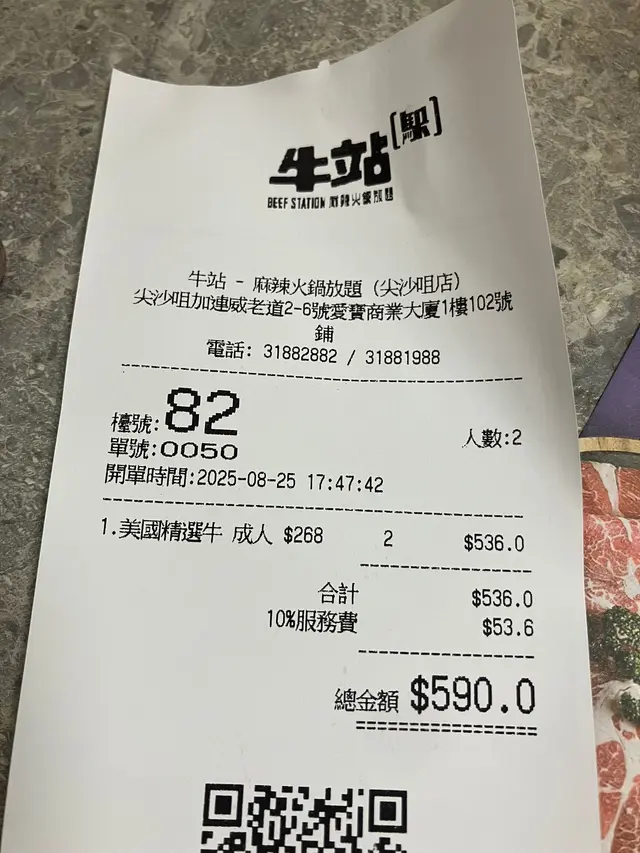 牛站[駅]
BEEF STATION 麻辣火鍋放題
牛站 - 麻辣火鍋放題 (尖沙咀店)
尖沙咀加連威老道2-6號愛寶商業大廈1樓102號
鋪
電話: 31882882 / 31881988
檯號:82
人數:2
單號:0050
開單時間:2025-08-25 17:47:42
1.美國精選牛 成人 $268 2 $536.0
合計 $536.0
10%服務費 $53.6
總金額 $590.0